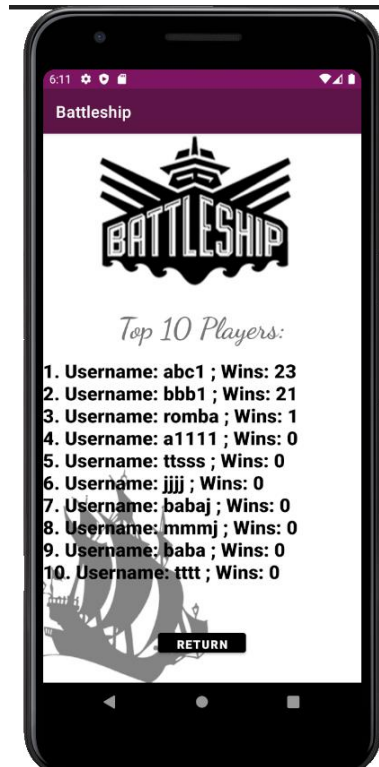 6:11
Battleship
BATTLESHIP
Top 10 Players:
1. Username: abc1 ; Wins: 23
2. Username: bbb1 ; Wins: 21
3. Username: romba ; Wins: 1
4. Username: a1111 ; Wins: 0
5. Username: ttsss ; Wins: 0
6. Username: jjjj ; Wins: 0
7. Username: babaj ; Wins: 0
8. Username: mmmj ; Wins: 0
9. Username: baba ; Wins: 0
10. Username: tttt ; Wins: 0
RETURN